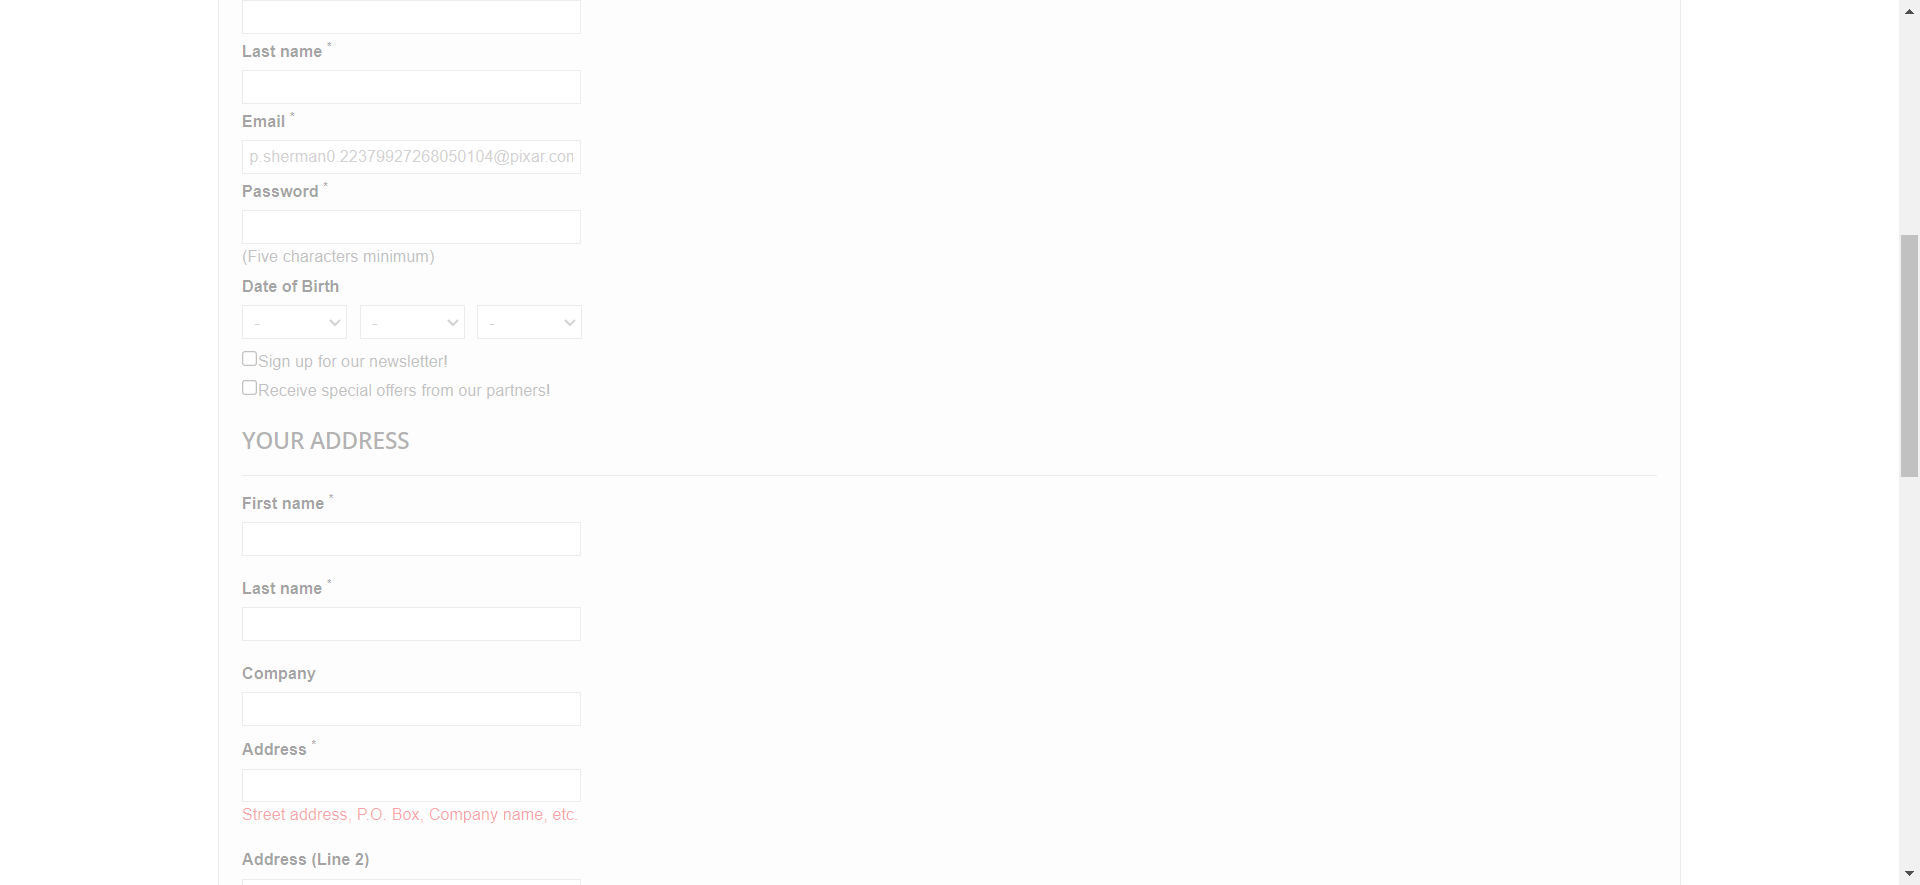 Last name *
Email *
p.sherman0.22379927268050104@pixar.con
Password *
(Five characters minimum)
Date of Birth
- - -
Sign up for our newsletter!
Receive special offers from our partners!
YOUR ADDRESS
First name *
Last name *
Company
Address *
Street address, P.O. Box, Company name, etc.
Address (Line 2)